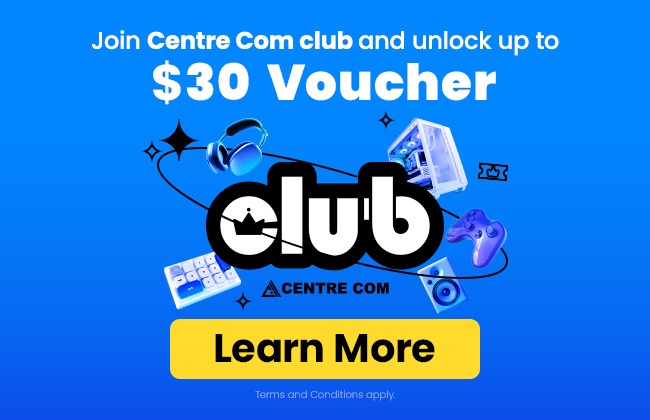 Join Centre Com club and unlock up to
$30 Voucher
club
CENTRE COM
Learn More
Terms and Conditions apply.